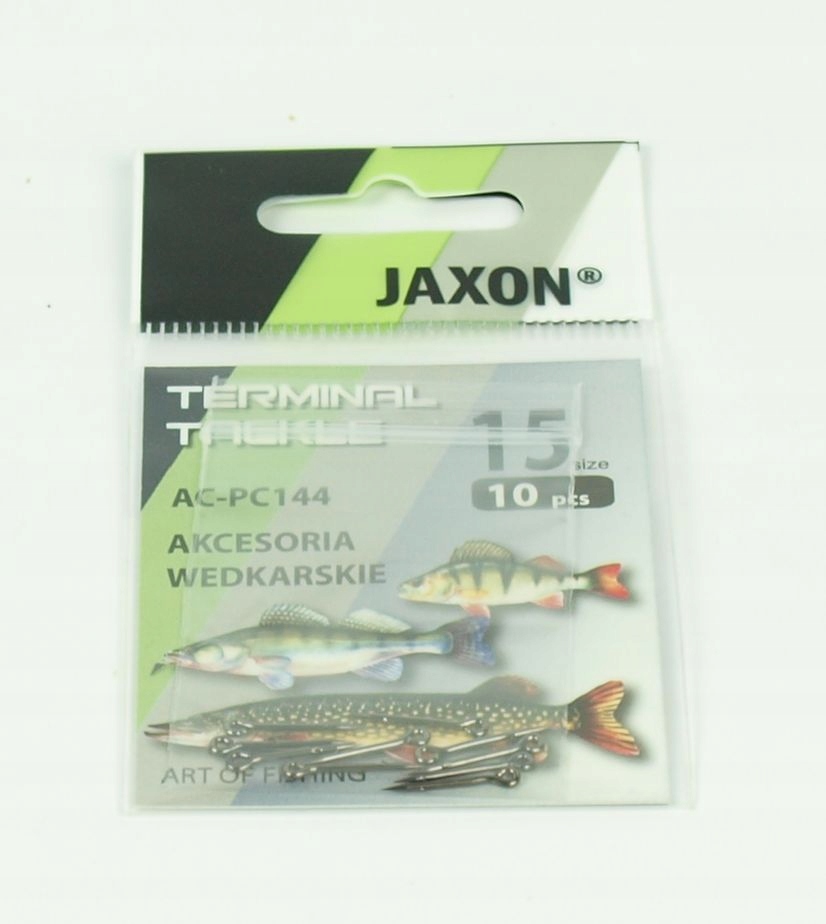 JAXON®
TERMINAL
TACKLE
15
size
10 pcs
AC-PC144
AKCESORIA
WEDKARSKIE
ART OF FISHING